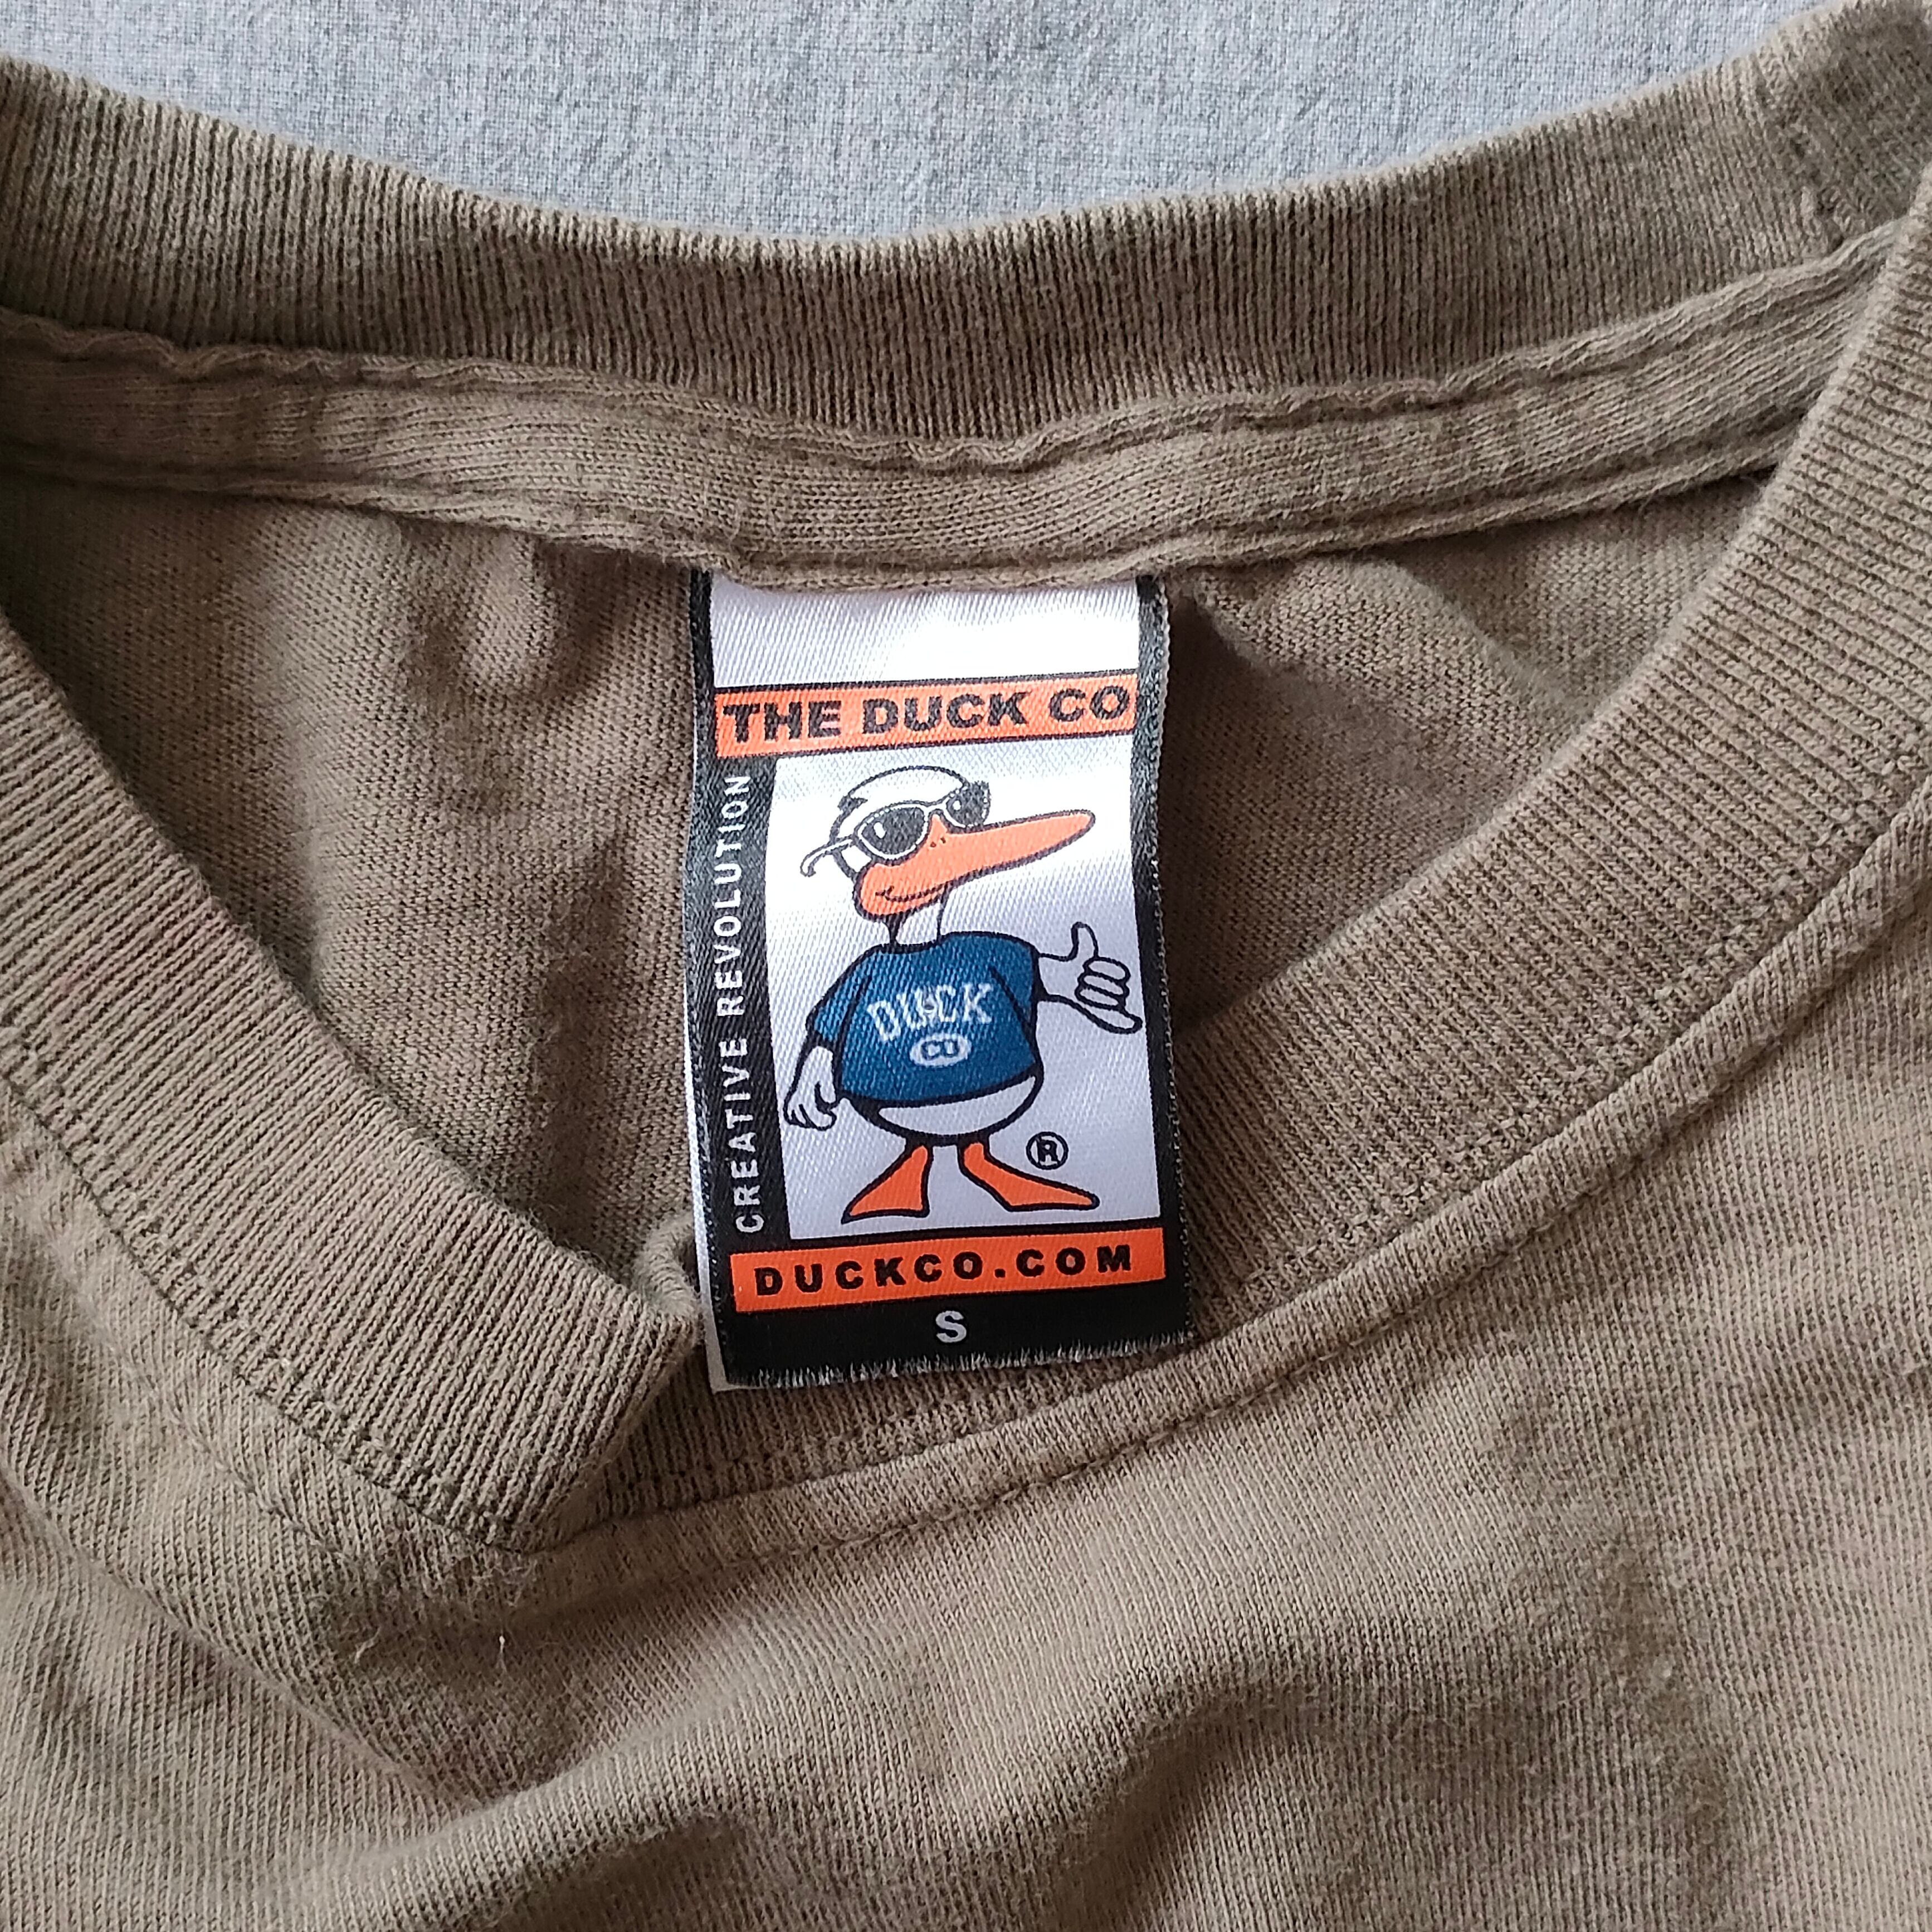 THE DUCK CO
CREATIVE REVOLUTION
DUCK
CO
®
DUCKCO.COM
S